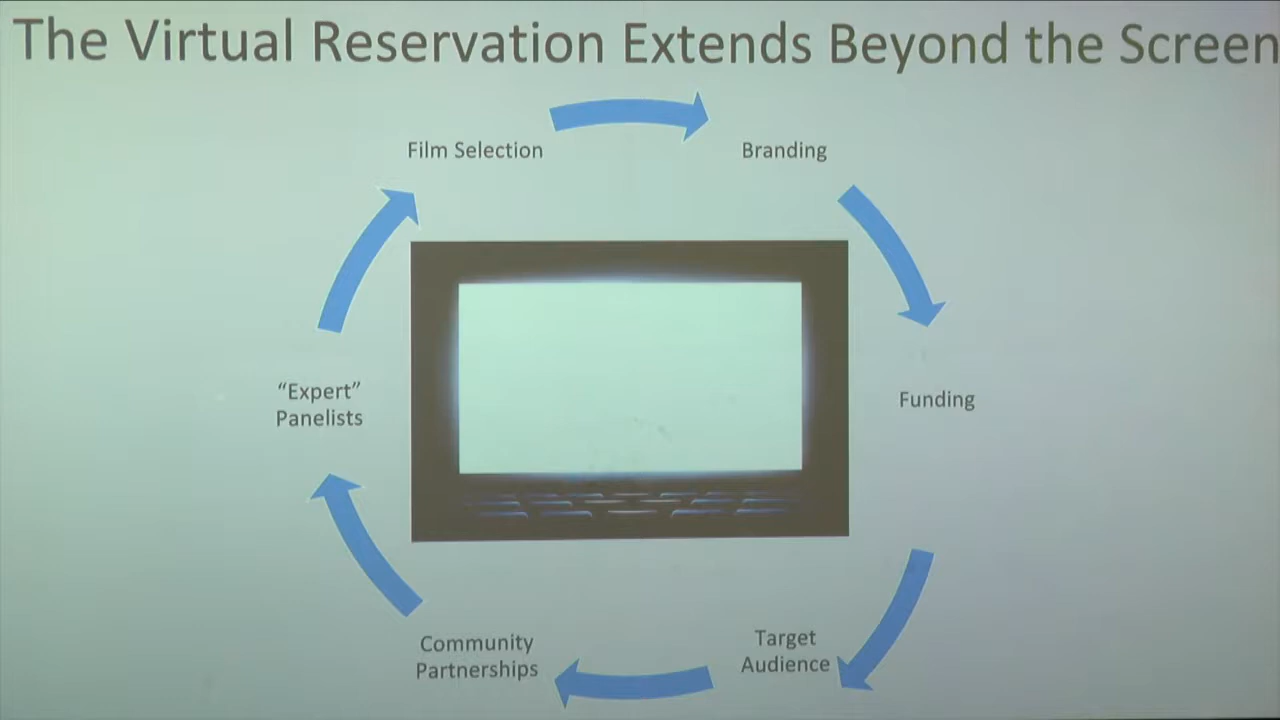 The Virtual Reservation Extends Beyond the Screen
Film Selection
Branding
“Expert”
Panelists
Funding
Community
Partnerships
Target
Audience